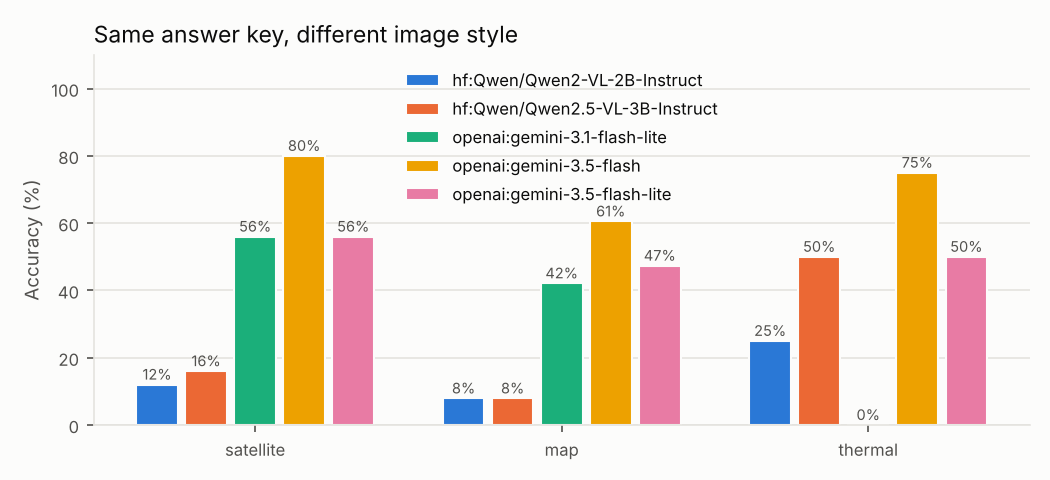 Same answer key, different image style
hf:Qwen/Qwen2-VL-2B-Instruct
hf:Qwen/Qwen2.5-VL-3B-Instruct
openai:gemini-3.1-flash-lite
openai:gemini-3.5-flash
openai:gemini-3.5-flash-lite
Accuracy (%)
100
80
60
40
20
0
12%
16%
56%
80%
56%
8%
8%
42%
61%
47%
25%
50%
0%
75%
50%
satellite
map
thermal